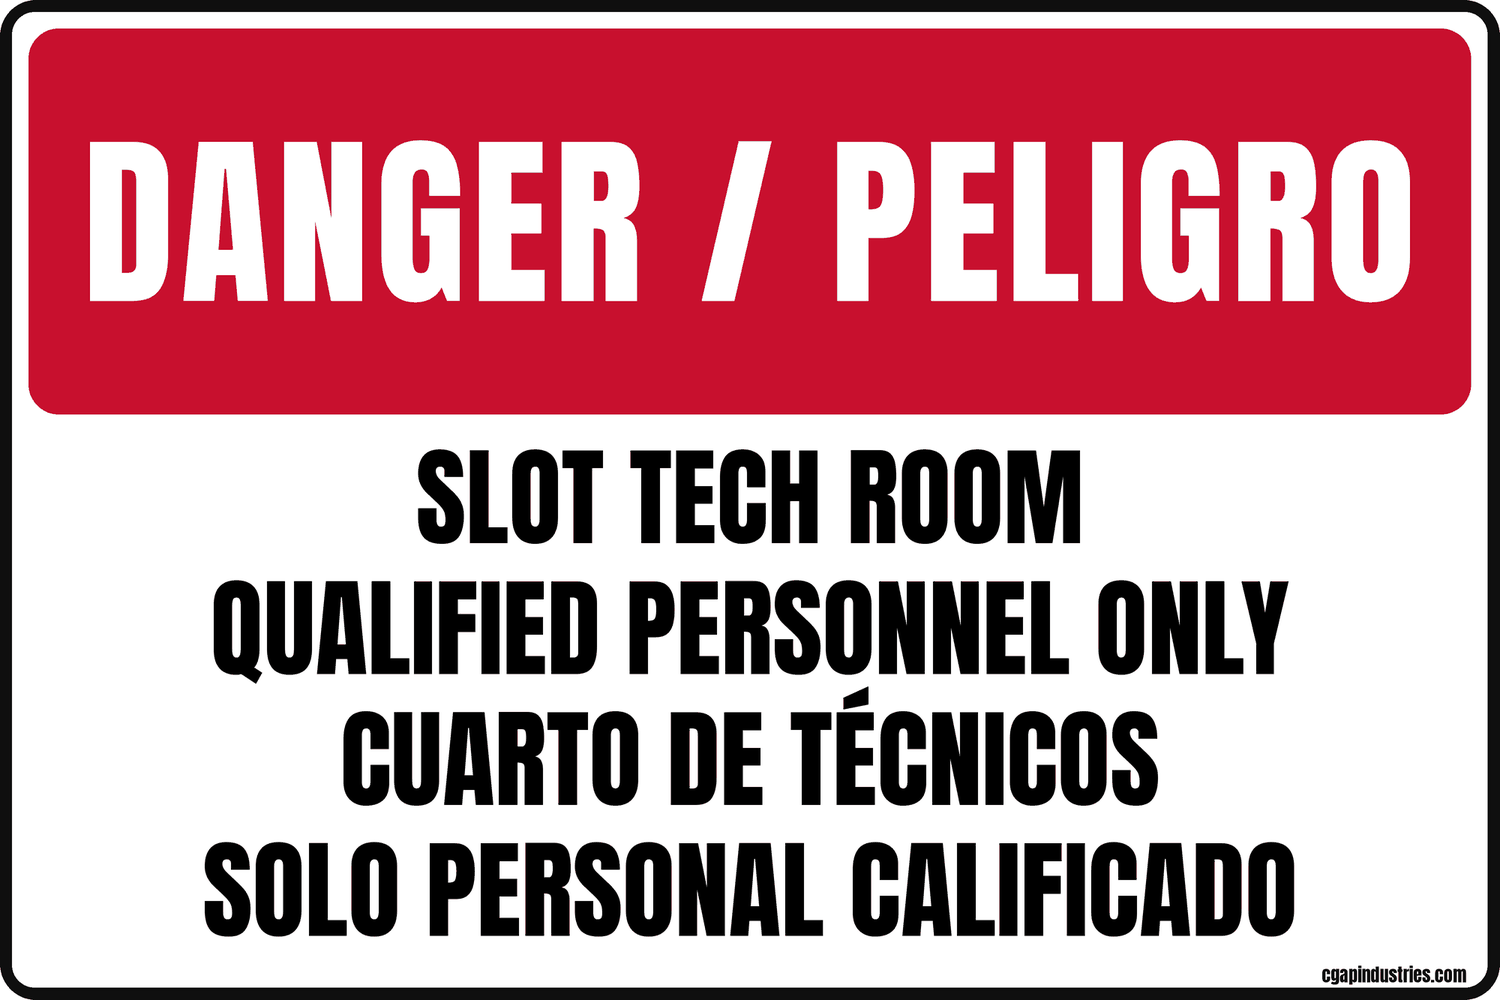 DANGER / PELIGRO
SLOT TECH ROOM
QUALIFIED PERSONNEL ONLY
CUARTO DE TÉCNICOS
SOLO PERSONAL CALIFICADO
cgapindustries.com